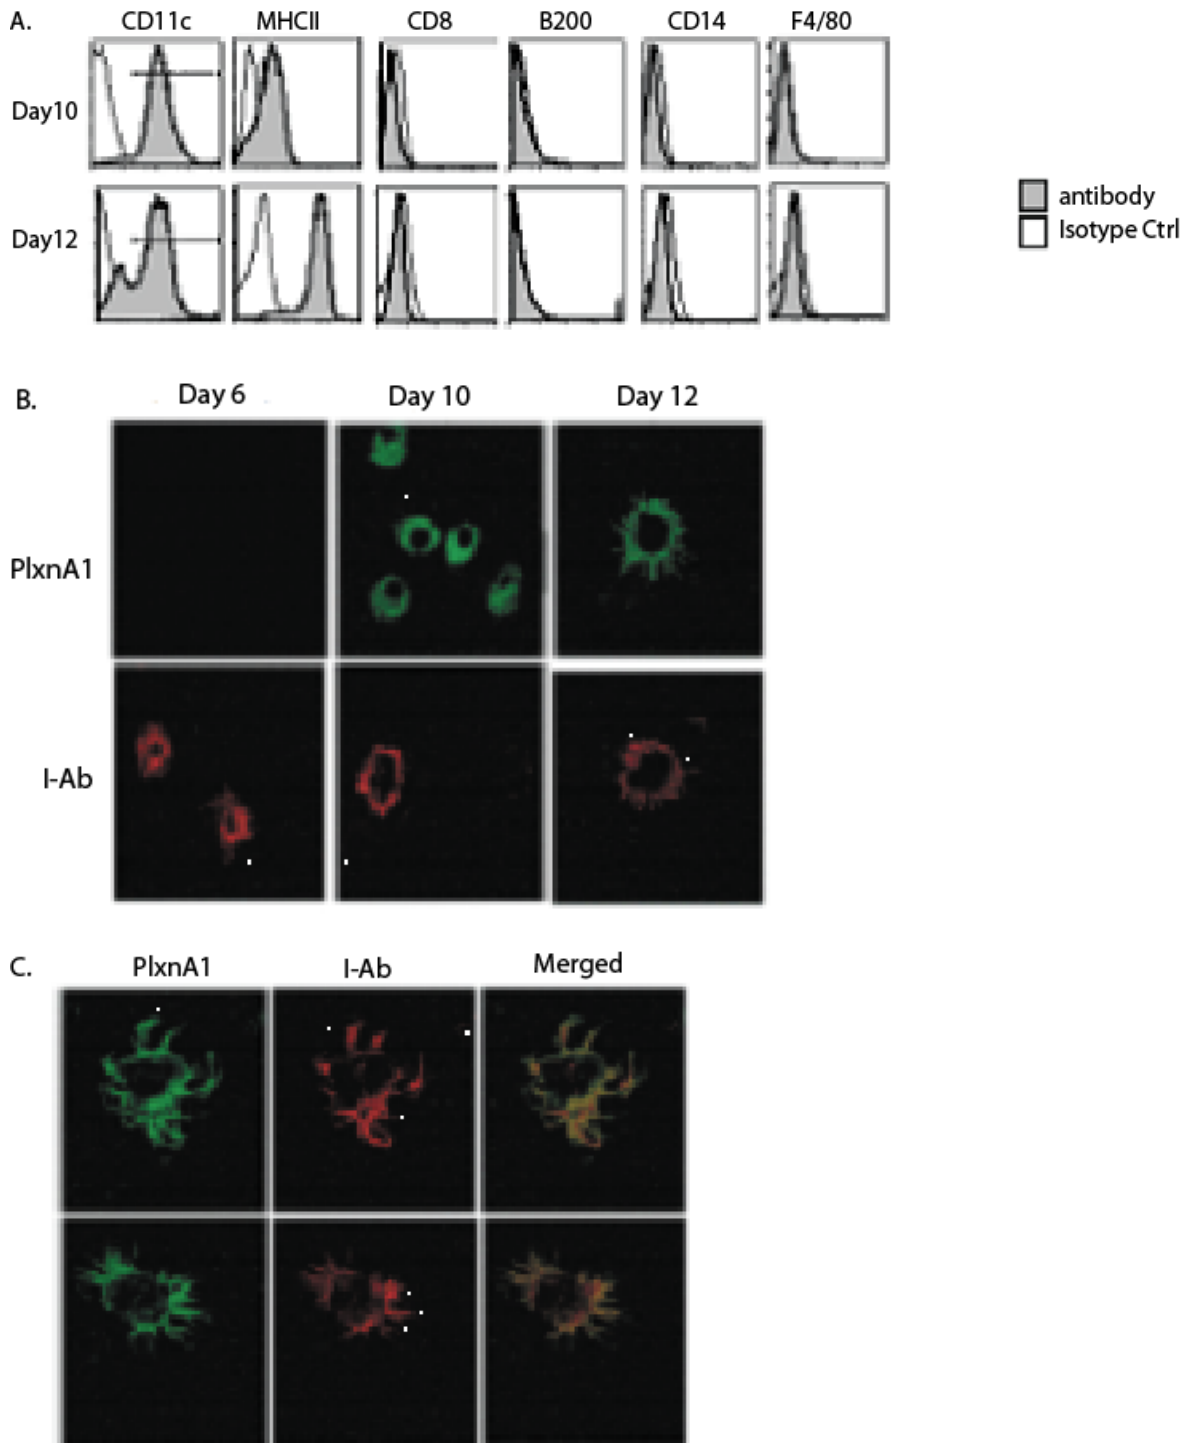 A. CD11c MHCII CD8 B200 CD14 F4/80
Day10
antibody
Isotype Ctrl
Day12
B. Day 6 Day 10 Day 12
PlxnA1
I-Ab
C. PlxnA1 I-Ab Merged